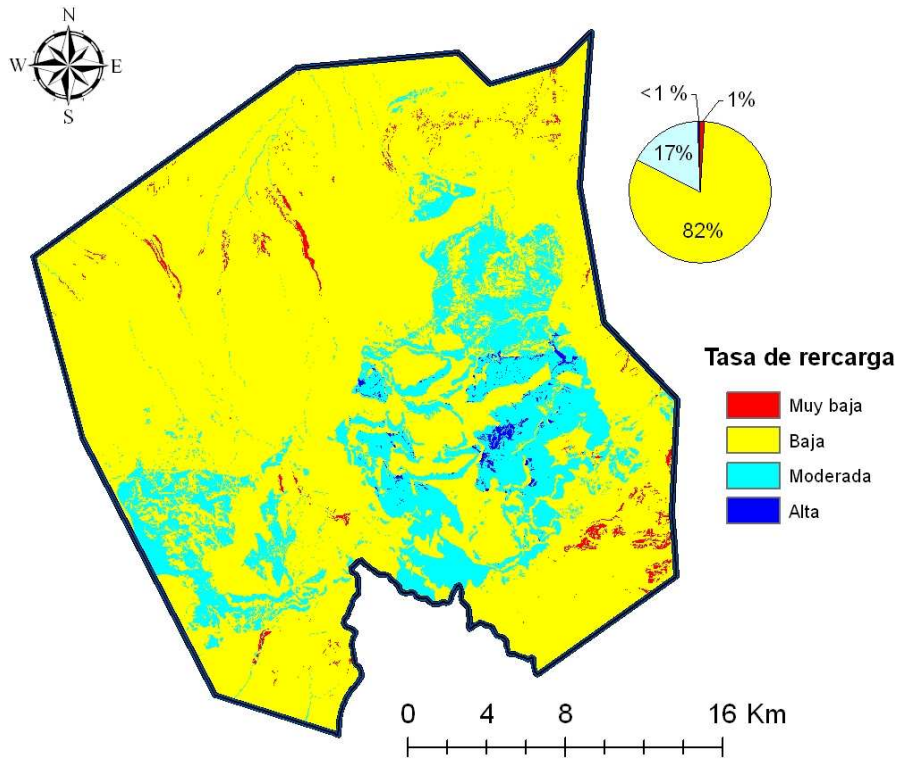 N
W E
S
<1 %
1%
17%
82%
Tasa de rercarga
Muy baja
Baja
Moderada
Alta
0 4 8 16 Km